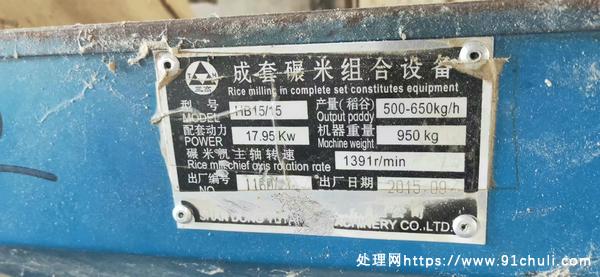 成套碾米组合设备
Rice milling in complete set constitutes equipment
型号 MODEL HB15/15 产量(稻谷) Output paddy 500-650kg/h
配套动力 POWER 17.95Kw 机器重量 Machine weight 950kg
碾米机主轴转速 Rice mill chief axis rotation rate 1391r/min
出厂编号 NO. 出厂日期 2015.09
CO.,LTD.
处理网https://www.91chuli.com/